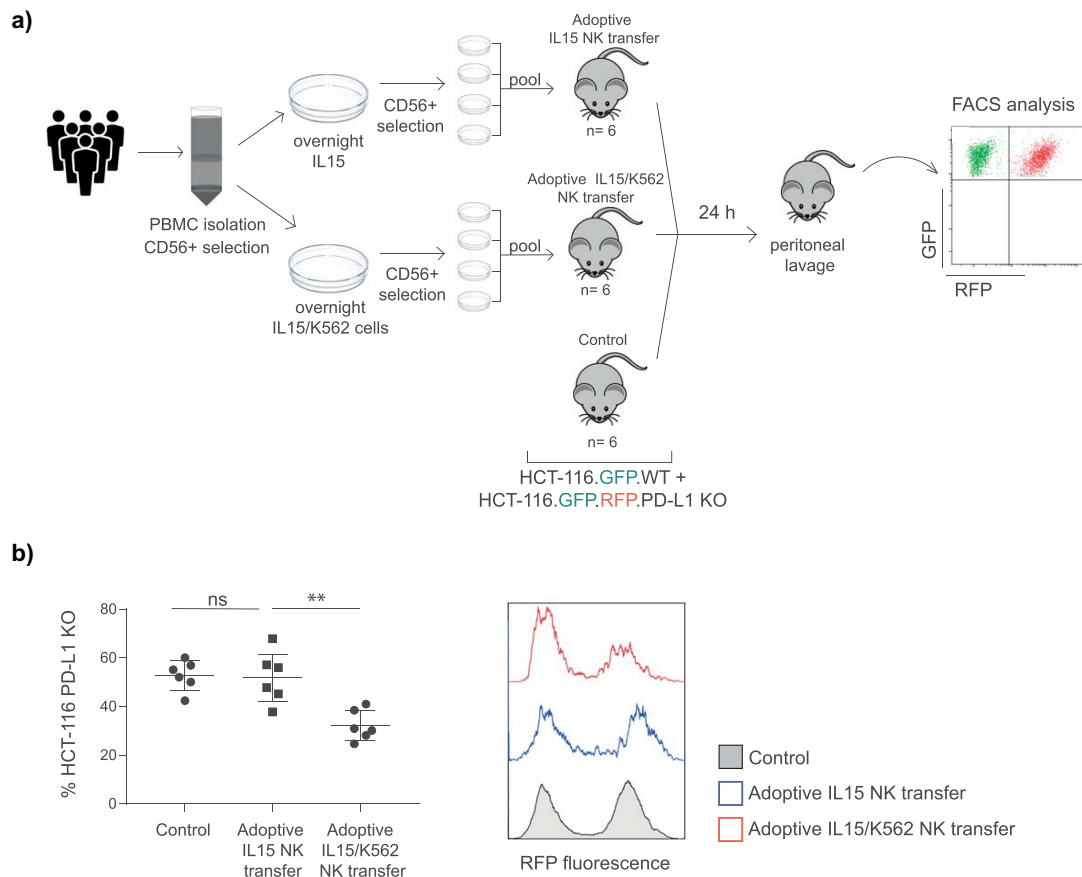 a)
PBMC isolation
CD56+ selection
overnight
IL15
overnight
IL15/K562 cells
CD56+
selection
CD56+
selection
pool
pool
Adoptive
IL15 NK transfer
n= 6
Adoptive IL15/K562
NK transfer
n= 6
Control
n= 6
HCT-116.GFP.WT +
HCT-116.GFP.RFP.PD-L1 KO
24 h
peritoneal
lavage
FACS analysis
GFP
RFP
b)
% HCT-116 PD-L1 KO
80
60
40
20
0
ns
**
Control
Adoptive
IL15 NK
transfer
Adoptive
IL15/K562
NK transfer
RFP fluorescence
Control
Adoptive IL15 NK transfer
Adoptive IL15/K562 NK transfer